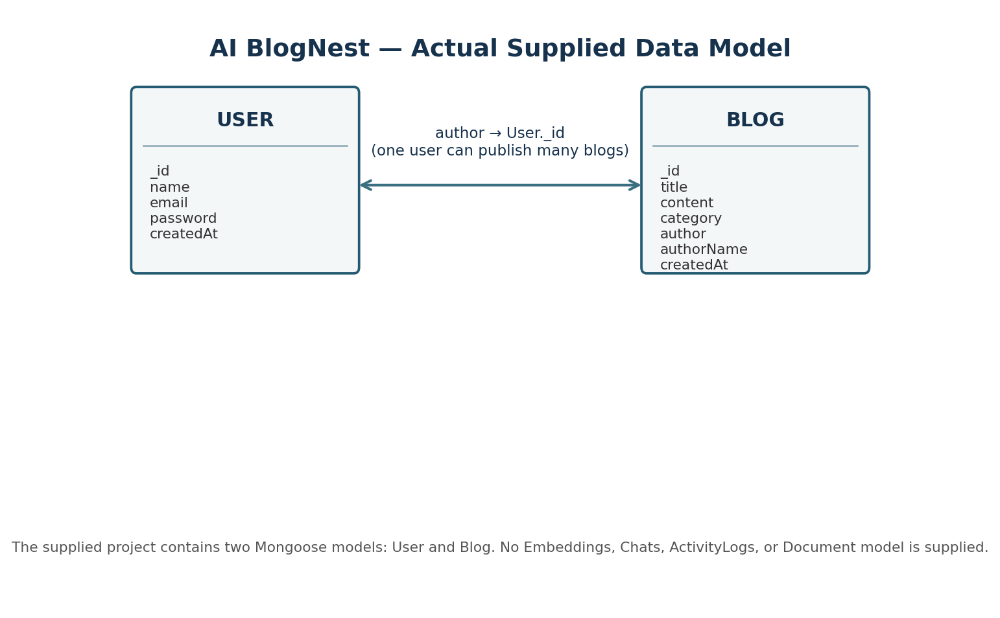 AI BlogNest — Actual Supplied Data Model
USER
_id
name
email
password
createdAt
author → User._id
(one user can publish many blogs)
BLOG
_id
title
content
category
author
authorName
createdAt
The supplied project contains two Mongoose models: User and Blog. No Embeddings, Chats, ActivityLogs, or Document model is supplied.